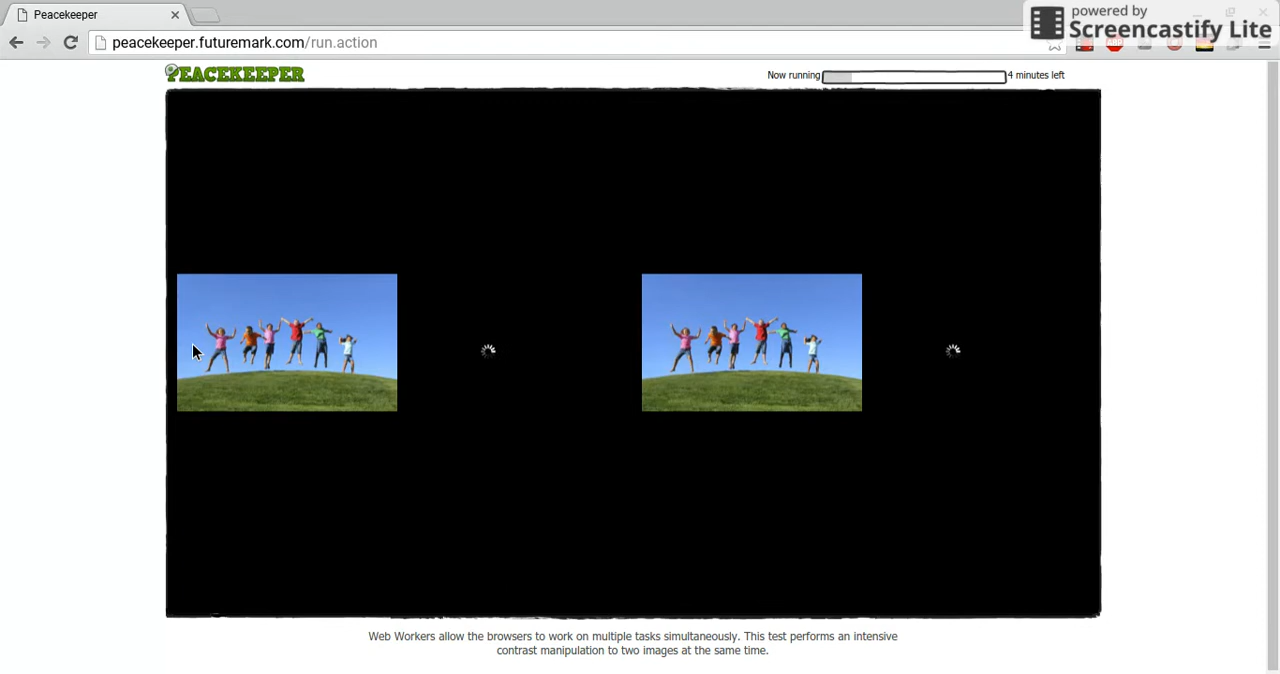 Peacekeeper
powered by
Screencastify Lite
peacekeeper.futuremark.com/run.action
PEACEKEEPER
Now running
4 minutes left
Web Workers allow the browsers to work on multiple tasks simultaneously. This test performs an intensive
contrast manipulation to two images at the same time.